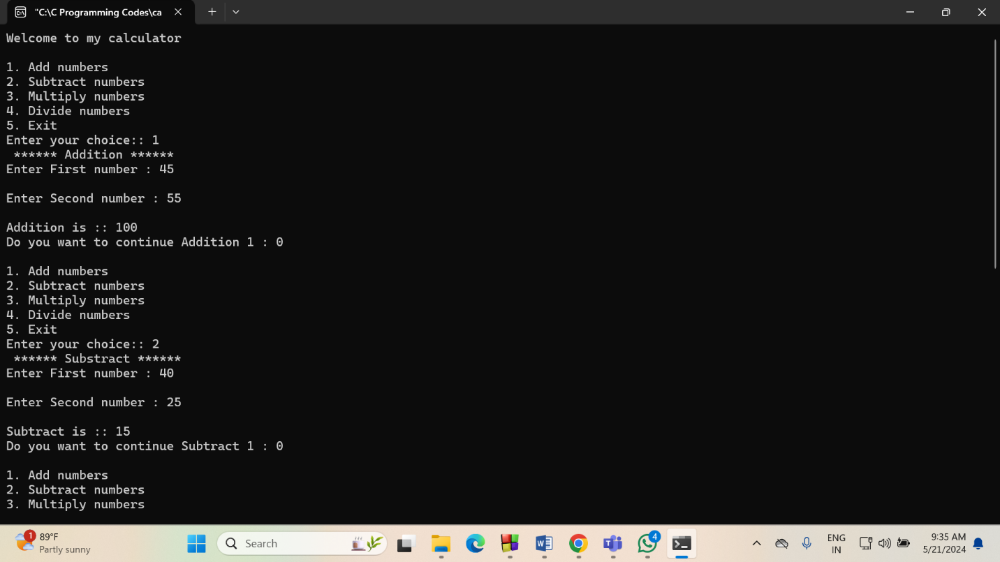 "C:\C Programming Codes\ca
Welcome to my calculator
1. Add numbers
2. Subtract numbers
3. Multiply numbers
4. Divide numbers
5. Exit
Enter your choice:: 1
****** Addition ******
Enter First number : 45
Enter Second number : 55
Addition is :: 100
Do you want to continue Addition 1 : 0
1. Add numbers
2. Subtract numbers
3. Multiply numbers
4. Divide numbers
5. Exit
Enter your choice:: 2
****** Substract ******
Enter First number : 40
Enter Second number : 25
Subtract is :: 15
Do you want to continue Subtract 1 : 0
1. Add numbers
2. Subtract numbers
3. Multiply numbers
1
89°F
Partly sunny
Search
4
ENG
IN
9:35 AM
5/21/2024